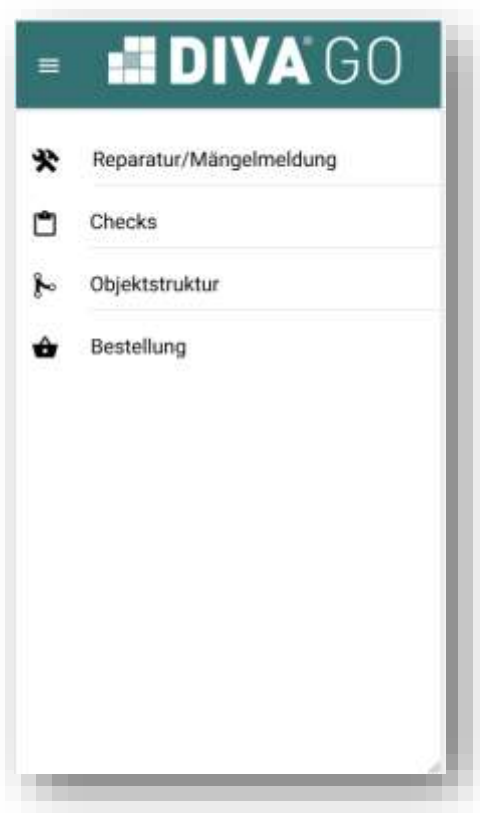 DIVA® GO
Reparatur/Mängelmeldung
Checks
Objektstruktur
Bestellung